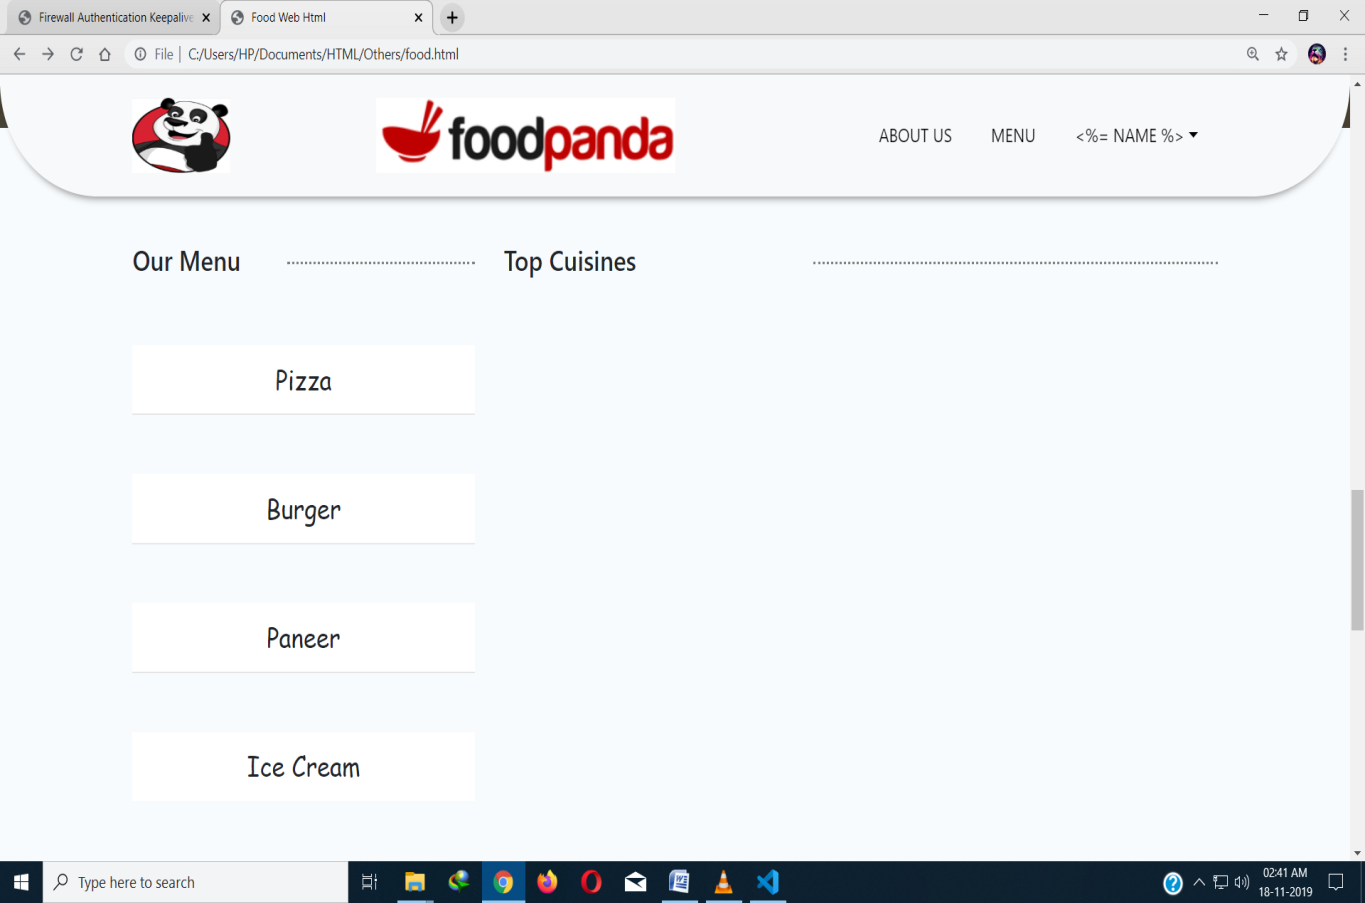 Firewall Authentication Keepalive
Food Web Html
File | C:/Users/HP/Documents/HTML/Others/food.html
foodpanda
ABOUT US
MENU
<%= NAME %>
Our Menu
Top Cuisines
Pizza
Burger
Paneer
Ice Cream
Type here to search
02:41 AM
18-11-2019